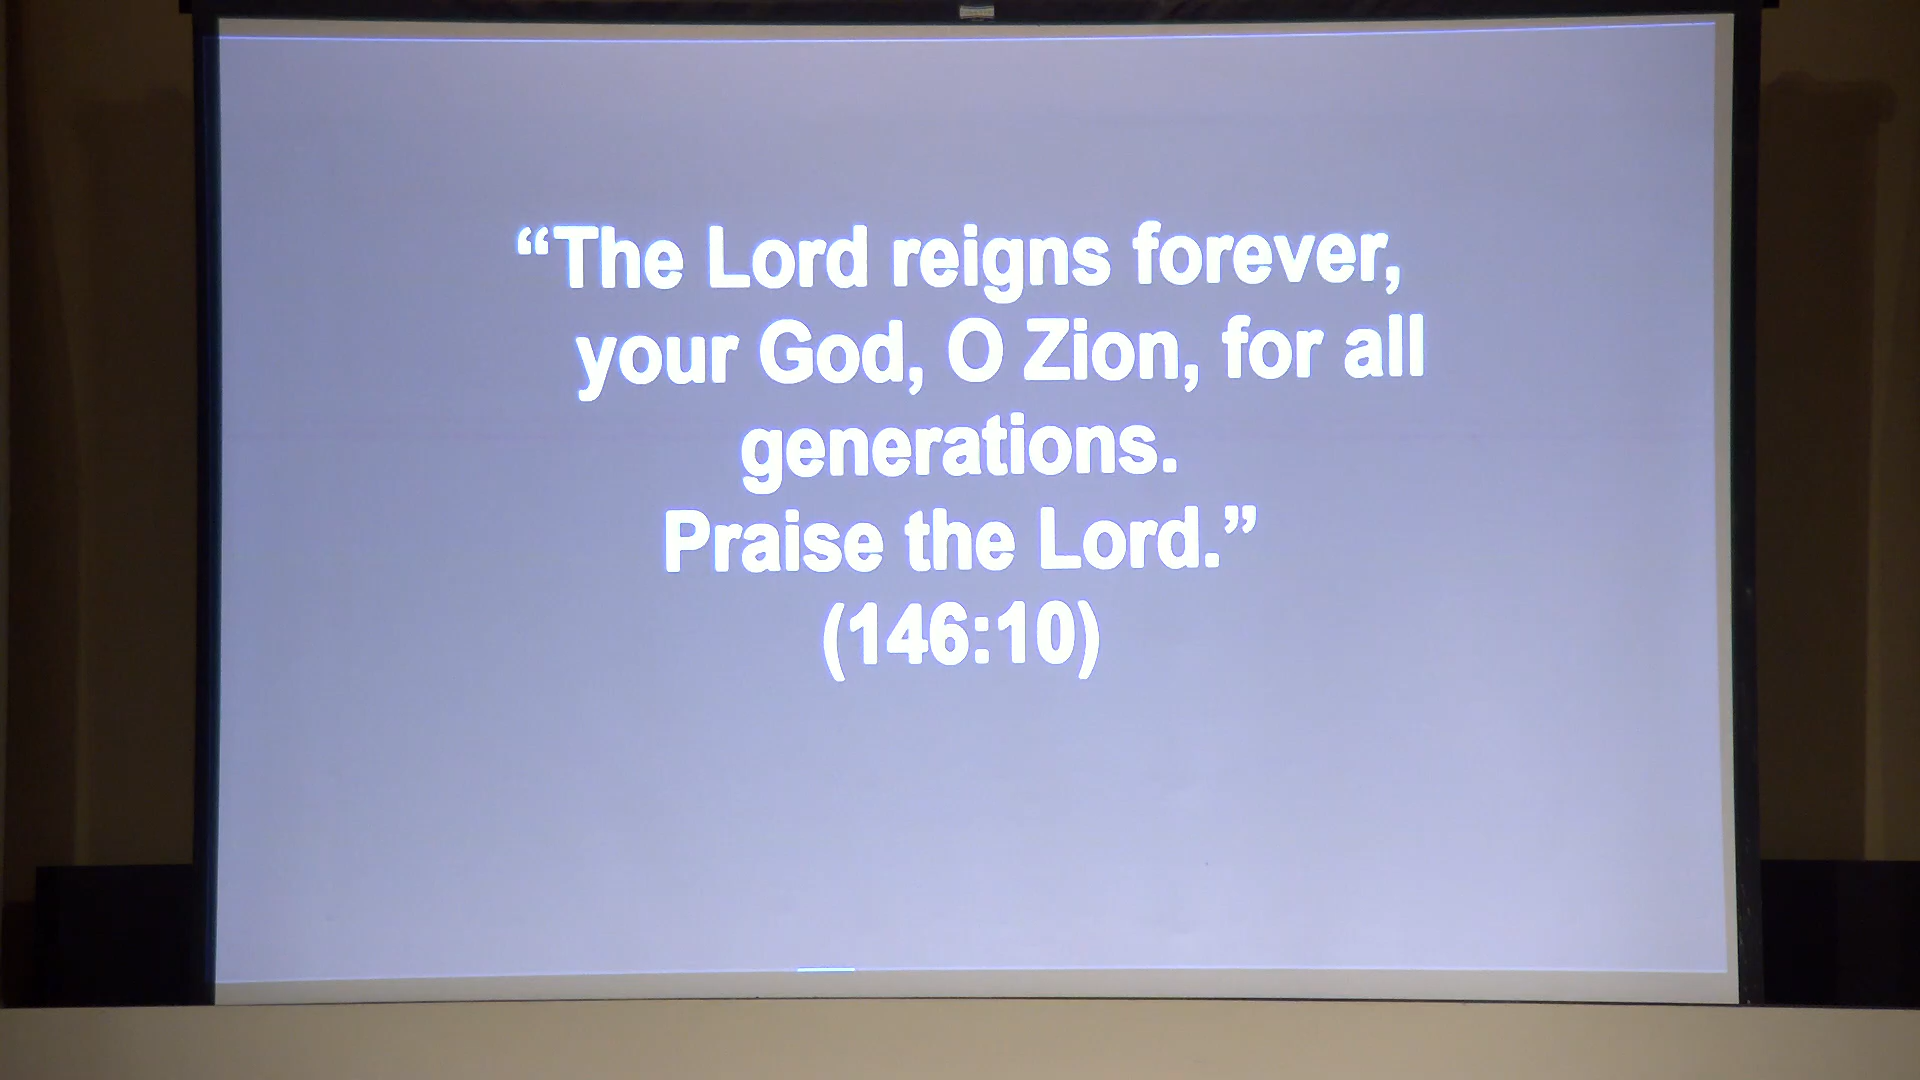 “The Lord reigns forever,
your God, O Zion, for all
generations.
Praise the Lord.”
(146:10)